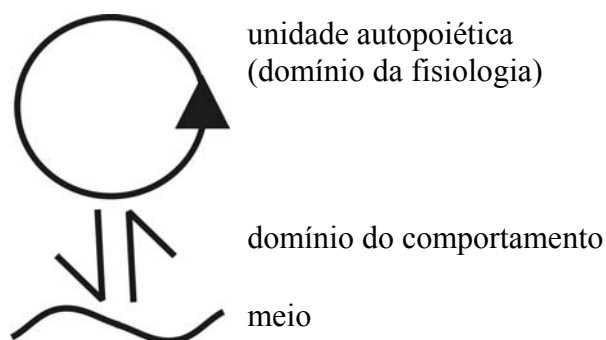 unidade autopoiética
(domínio da fisiologia)
domínio do comportamento
meio